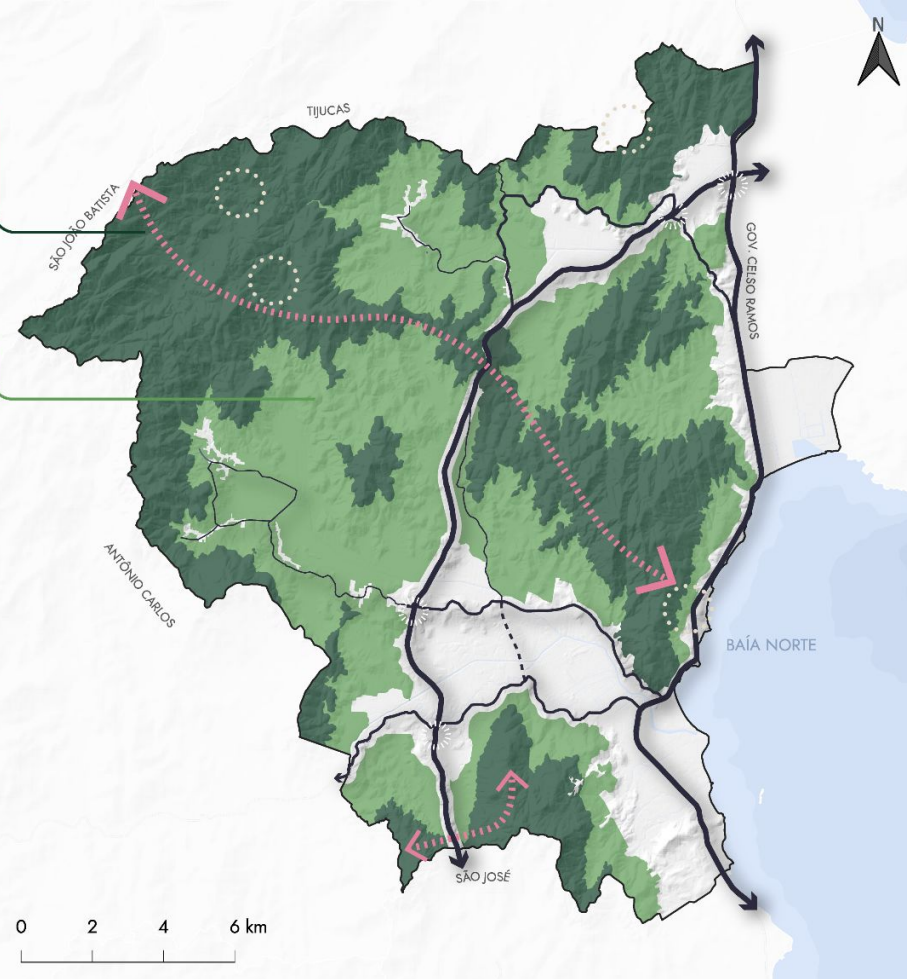 N
TIJUCAS
SÃO JOÃO BATISTA
GOV. CELSO RAMOS
ANTÔNIO CARLOS
BAÍA NORTE
SÃO JOSÉ
0 2 4 6 km